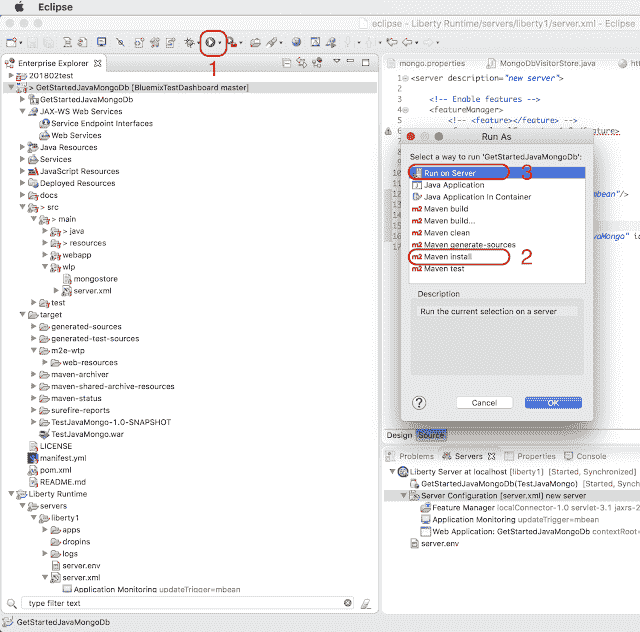 Eclipse
eclipse - Liberty Runtime/servers/liberty1/server.xml - Eclipse
1
Enterprise Explorer
201802test
> GetStartedJavaMongoDb [BluemixTestDashboard master]
GetStartedJavaMongoDb
JAX-WS Web Services
Service Endpoint Interfaces
Web Services
Java Resources
Services
JavaScript Resources
Deployed Resources
docs
> src
> main
> java
> resources
webapp
wlp
mongostore
server.xml
test
target
generated-sources
generated-test-sources
m2e-wtp
web-resources
maven-archiver
maven-shared-archive-resources
maven-status
surefire-reports
TestJavaMongo-1.0-SNAPSHOT
TestJavaMongo.war
LICENSE
manifest.yml
pom.xml
README.md
Liberty Runtime
servers
liberty1
apps
dropins
logs
server.env
server.xml
Application Monitoring updateTrigger=mbean
type filter text
GetStartedJavaMongoDb
mongo.properties
MongoDbVisitorStore.java
1 <server description="new server">
2
3 <!-- Enable features -->
4 <featureManager>
5 <!-- <feature></feature> -->
Run As
Select a way to run 'GetStartedJavaMongoDb':
Run on Server
3
Java Application
Java Application In Container
m2 Maven build
m2 Maven build...
m2 Maven clean
m2 Maven generate-sources
m2 Maven install
2
m2 Maven test
Description
Run the current selection on a server
?
Cancel
OK
Design
Source
Problems
Servers
Properties
Console
Liberty Server at localhost [liberty1] [Started, Synchronized]
GetStartedJavaMongoDb(TestJavaMongo) [Started, Sy
Server Configuration [server.xml] new server
Feature Manager localConnector-1.0 servlet-3.1 jaxrs-2
Application Monitoring updateTrigger=mbean
Web Application: GetStartedJavaMongoDb contextRoot=
server.env